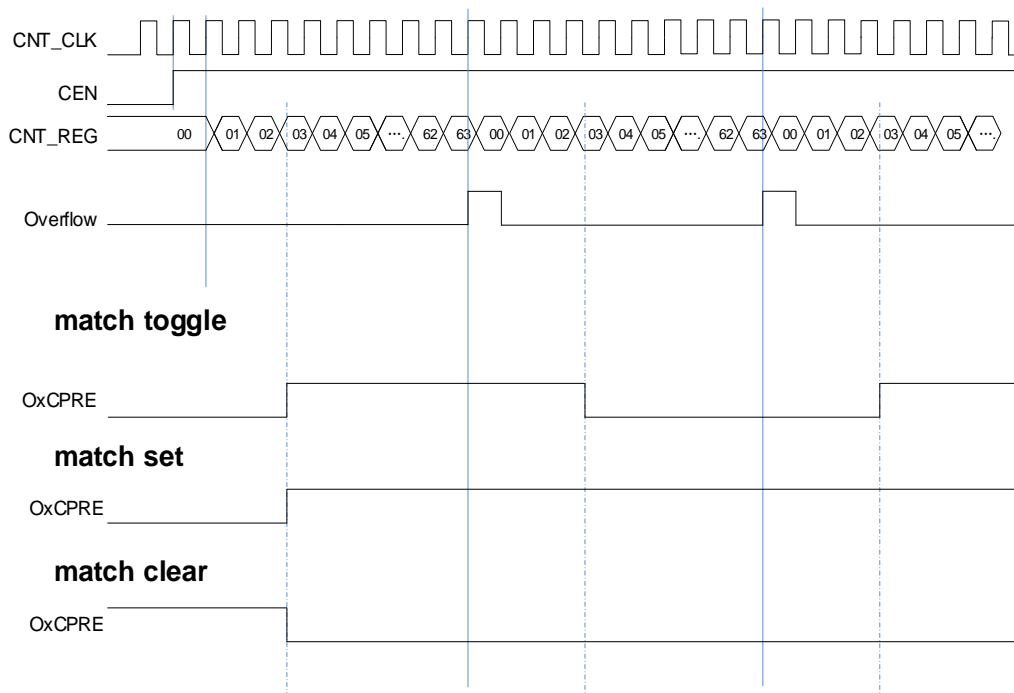 CNT_CLK
CEN
CNT_REG 00 01 02 03 04 05 …. 62 63 00 01 02 03 04 05 …. 62 63 00 01 02 03 04 05 ….
Overflow
match toggle
OxCPRE
match set
OxCPRE
match clear
OxCPRE